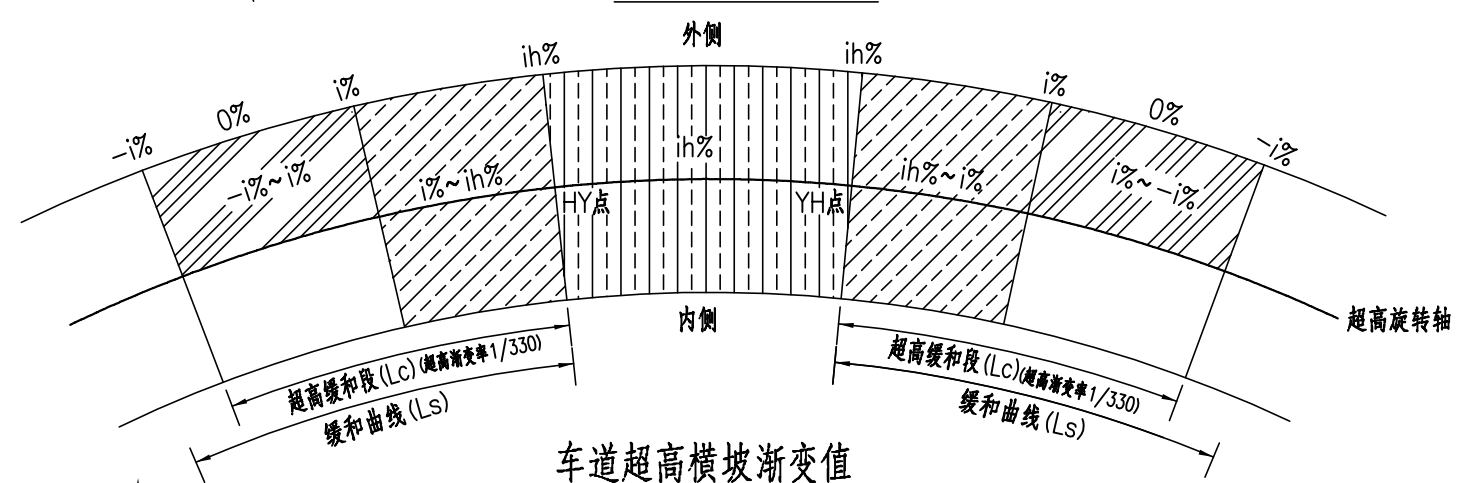 外侧
ih%
ih%
i%
i%
0%
0%
-i%
-i%
-i%~i%
i%~ih%
ih%
ih%~i%
i%~-i%
HY点
YH点
内侧
超高旋转轴
超高缓和段(Lc)(超高渐变率1/330)
超高缓和段(Lc)(超高渐变率1/330)
缓和曲线(Ls)
缓和曲线(Ls)
车道超高横坡渐变值